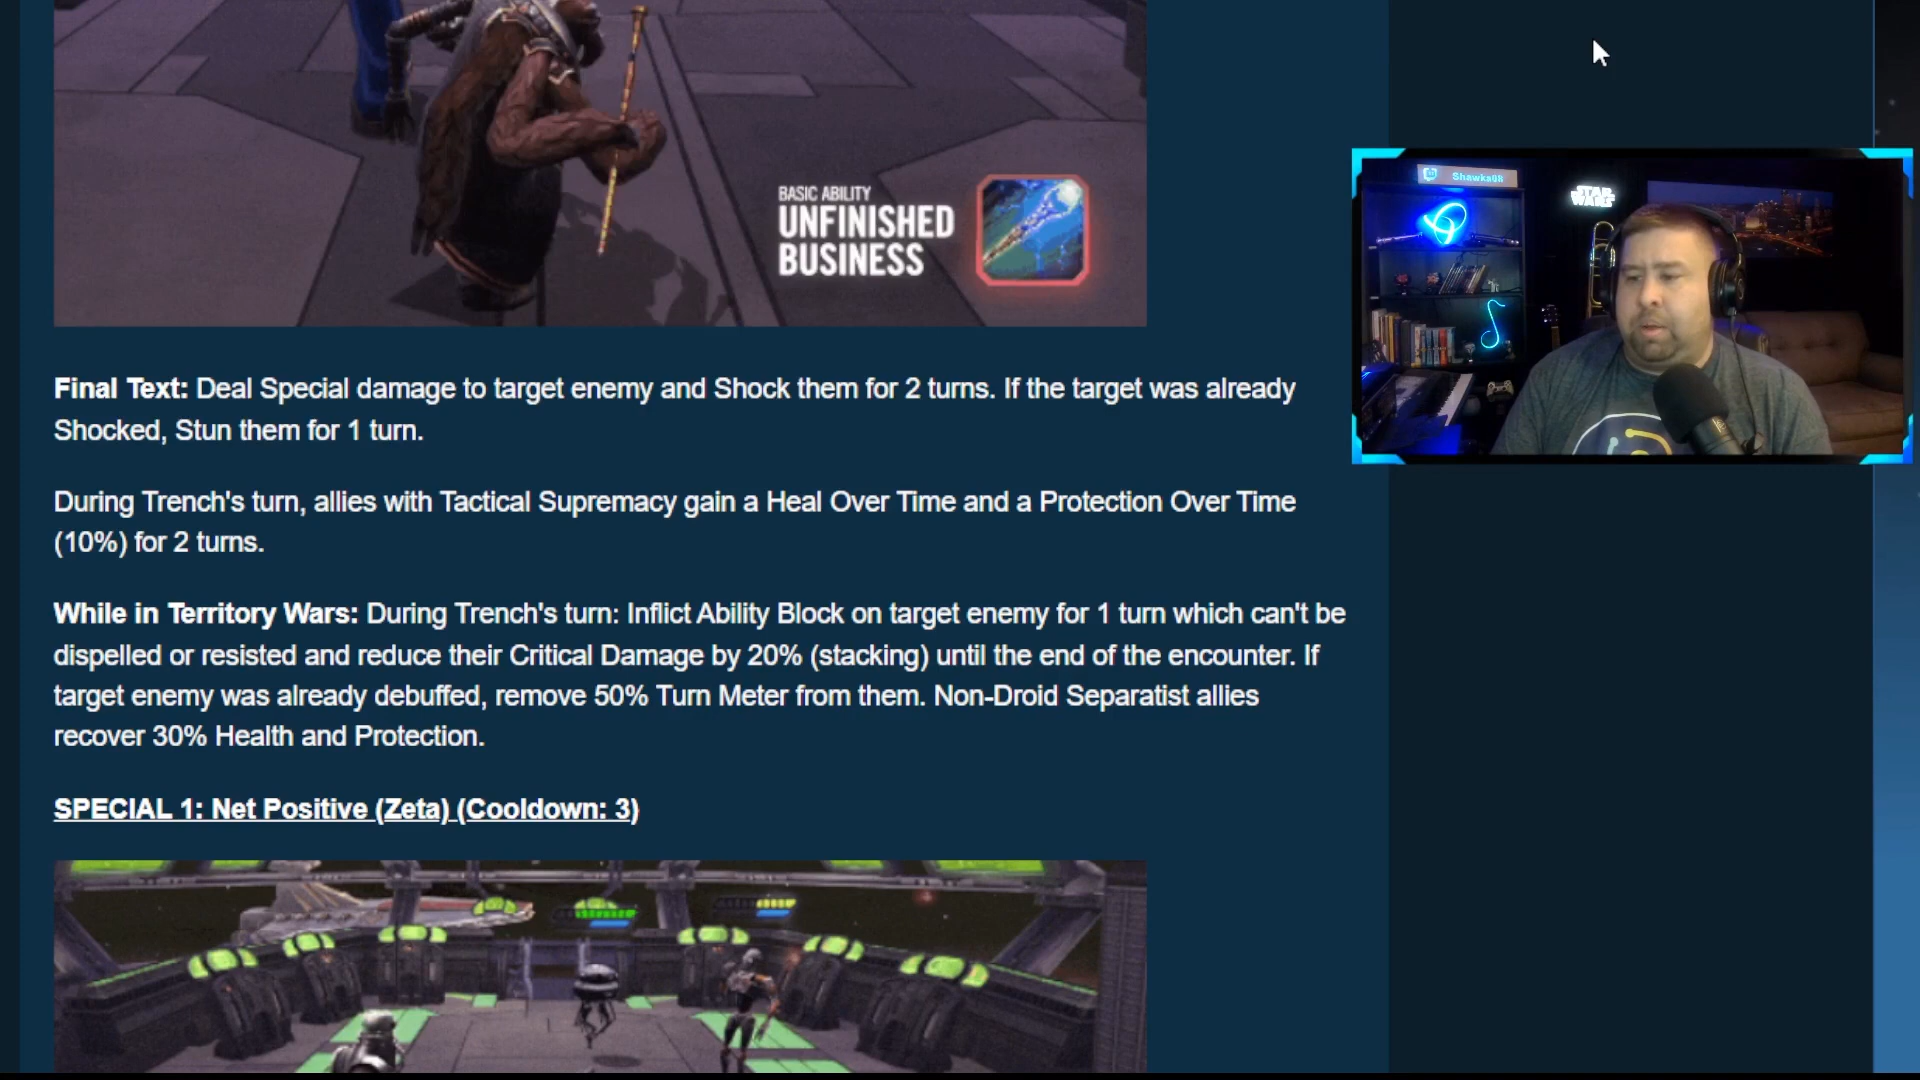 BASIC ABILITY
UNFINISHED
BUSINESS
Shawka08
STAR
WARS
Final Text: Deal Special damage to target enemy and Shock them for 2 turns. If the target was already
Shocked, Stun them for 1 turn.
During Trench's turn, allies with Tactical Supremacy gain a Heal Over Time and a Protection Over Time
(10%) for 2 turns.
While in Territory Wars: During Trench's turn: Inflict Ability Block on target enemy for 1 turn which can't be
dispelled or resisted and reduce their Critical Damage by 20% (stacking) until the end of the encounter. If
target enemy was already debuffed, remove 50% Turn Meter from them. Non-Droid Separatist allies
recover 30% Health and Protection.
SPECIAL 1: Net Positive (Zeta) (Cooldown: 3)